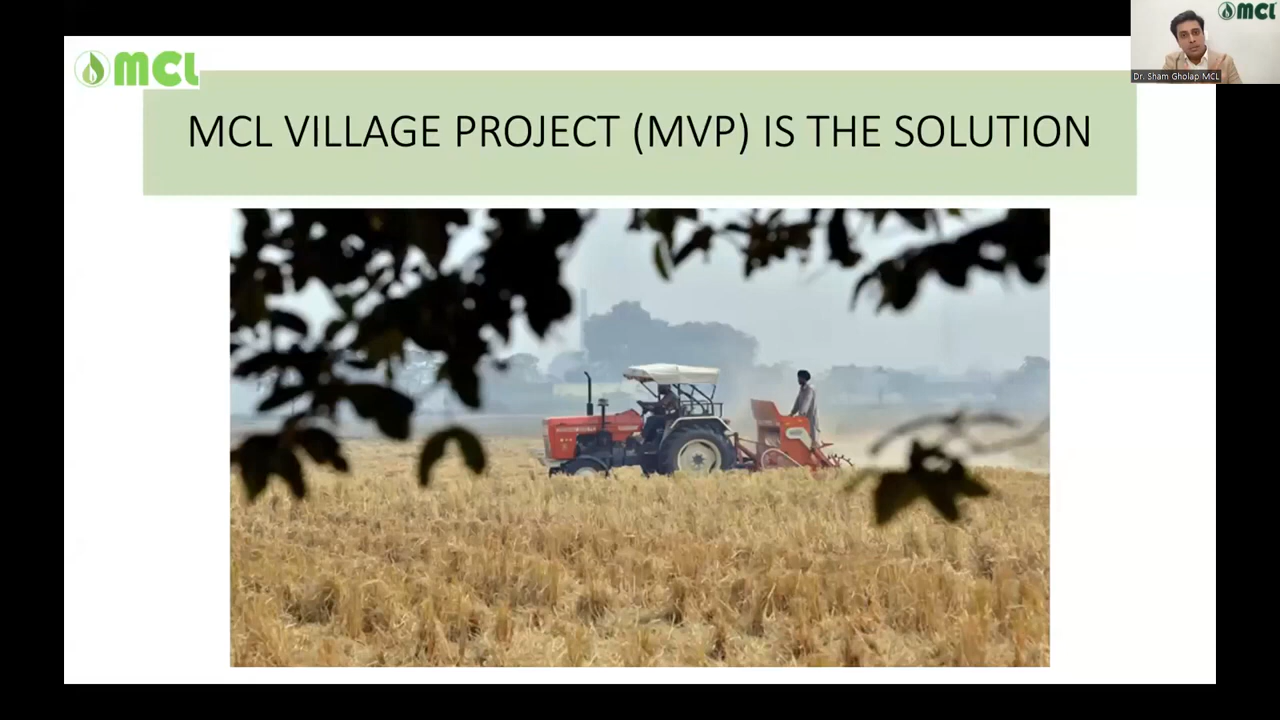 MCL
MCL VILLAGE PROJECT (MVP) IS THE SOLUTION
MCL
Dr. Sham Gholap MCL